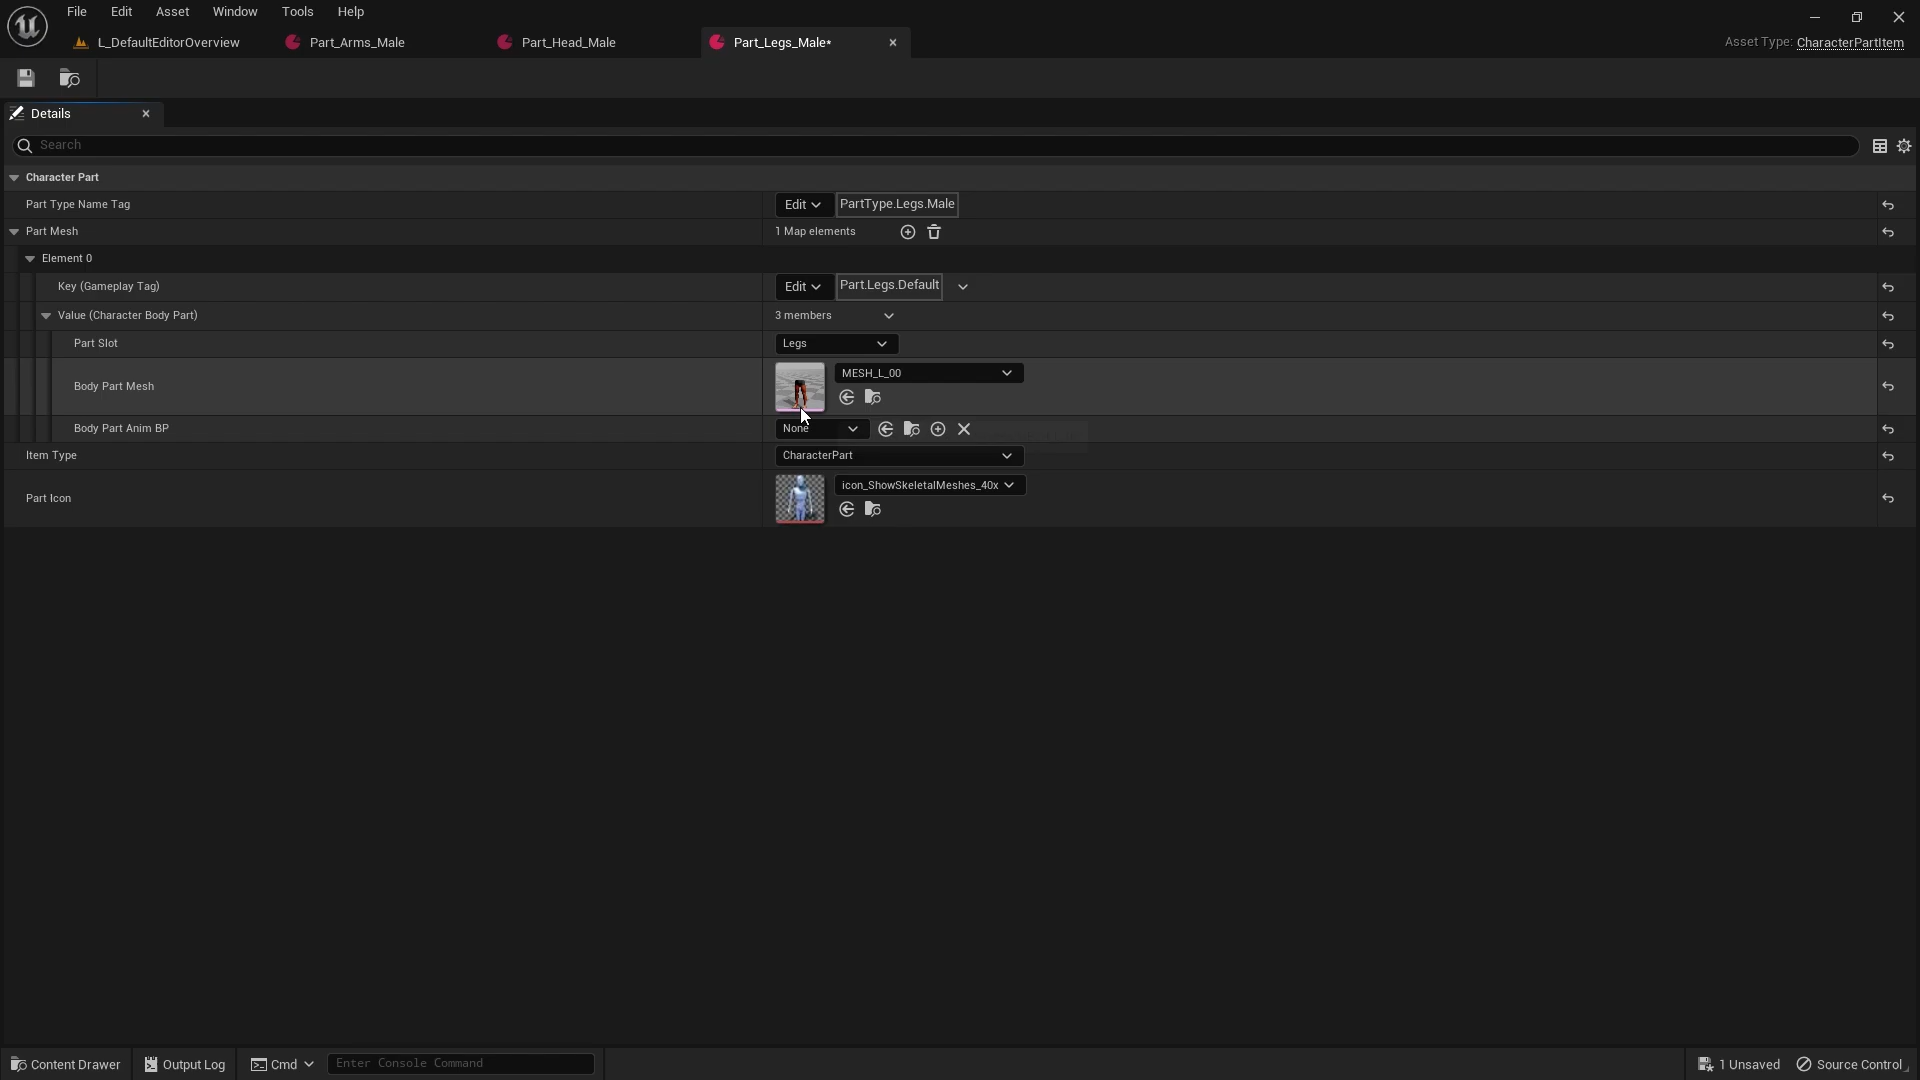 File Edit Asset Window Tools Help
L_DefaultEditorOverview Part_Arms_Male Part_Head_Male Part_Legs_Male* Asset Type: CharacterPartItem
Details
Search
Character Part
Part Type Name Tag Edit PartType.Legs.Male
Part Mesh 1 Map elements
Element 0
Key (Gameplay Tag) Edit Part.Legs.Default
Value (Character Body Part) 3 members
Part Slot Legs
Body Part Mesh MESH_L_00
Body Part Anim BP None
Item Type CharacterPart
Part Icon icon_ShowSkeletalMeshes_40x
Content Drawer Output Log Cmd Enter Console Command 1 Unsaved Source Control